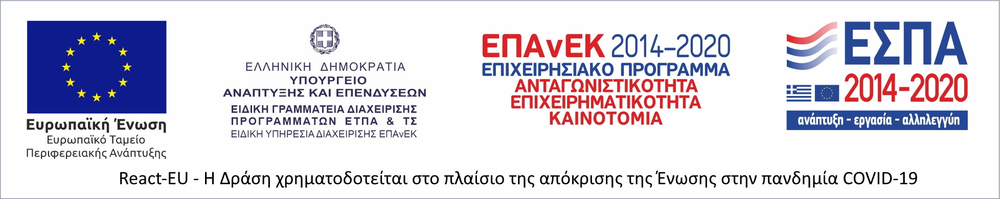 Ευρωπαϊκή Ένωση
Ευρωπαϊκό Ταμείο
Περιφερειακής Ανάπτυξης
ΕΛΛΗΝΙΚΗ ΔΗΜΟΚΡΑΤΙΑ
ΥΠΟΥΡΓΕΙΟ
ΑΝΑΠΤΥΞΗΣ ΚΑΙ ΕΠΕΝΔΥΣΕΩΝ
ΕΙΔΙΚΗ ΓΡΑΜΜΑΤΕΙΑ ΔΙΑΧΕΙΡΙΣΗΣ
ΠΡΟΓΡΑΜΜΑΤΩΝ ΕΤΠΑ & ΤΣ
ΕΙΔΙΚΗ ΥΠΗΡΕΣΙΑ ΔΙΑΧΕΙΡΙΣΗΣ ΕΠΑνΕΚ
ΕΠΑνΕΚ 2014-2020
ΕΠΙΧΕΙΡΗΣΙΑΚΟ ΠΡΟΓΡΑΜΜΑ
ΑΝΤΑΓΩΝΙΣΤΙΚΟΤΗΤΑ
ΕΠΙΧΕΙΡΗΜΑΤΙΚΟΤΗΤΑ
ΚΑΙΝΟΤΟΜΙΑ
ΕΣΠΑ
2014-2020
ανάπτυξη - εργασία - αλληλεγγύη
React-EU - Η Δράση χρηματοδοτείται στο πλαίσιο της απόκρισης της Ένωσης στην πανδημία COVID-19